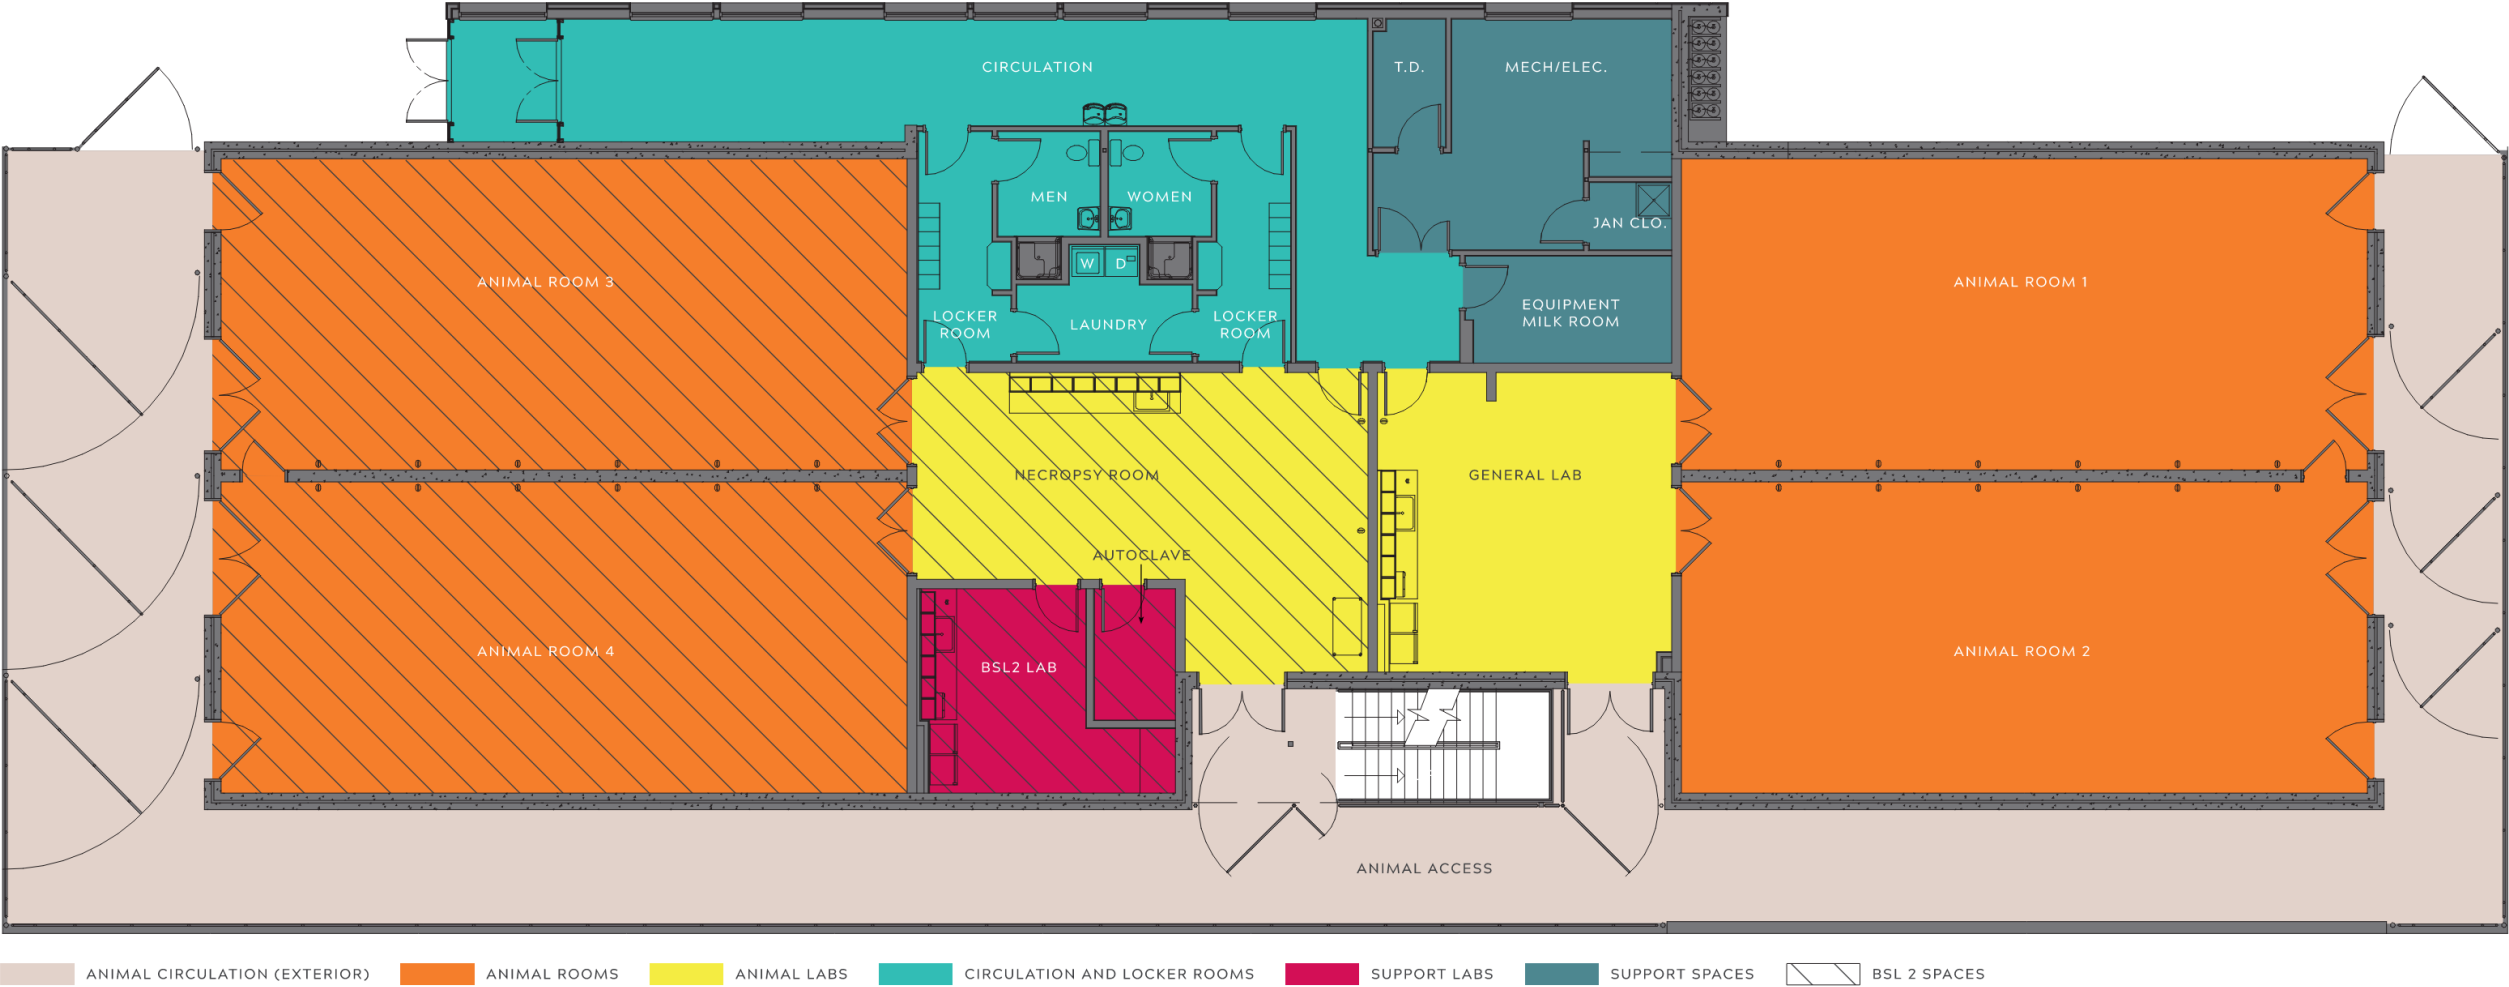 CIRCULATION
T.D.
MECH/ELEC.
MEN
WOMEN
JAN CLO.
W
D
ANIMAL ROOM 3
ANIMAL ROOM 1
LOCKER
ROOM
LAUNDRY
LOCKER
ROOM
EQUIPMENT
MILK ROOM
NECROPSY ROOM
GENERAL LAB
AUTOCLAVE
ANIMAL ROOM 4
BSL2 LAB
ANIMAL ROOM 2
ANIMAL ACCESS
ANIMAL CIRCULATION (EXTERIOR)
ANIMAL ROOMS
ANIMAL LABS
CIRCULATION AND LOCKER ROOMS
SUPPORT LABS
SUPPORT SPACES
BSL 2 SPACES